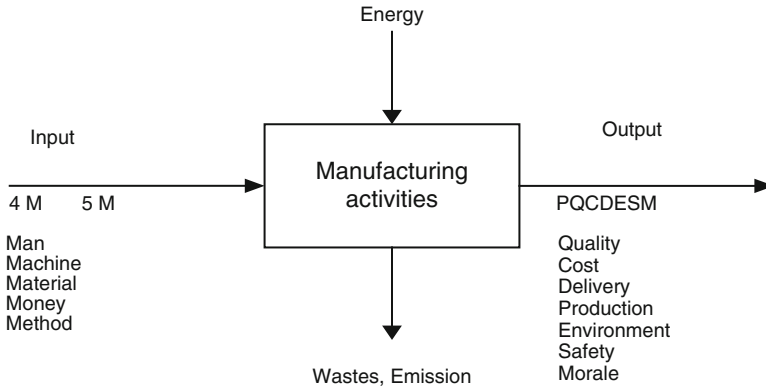 Energy
Input
Output
Manufacturing
activities
4 M 5 M
PQCDESM
Man
Machine
Material
Money
Method
Quality
Cost
Delivery
Production
Environment
Safety
Morale
Wastes, Emission